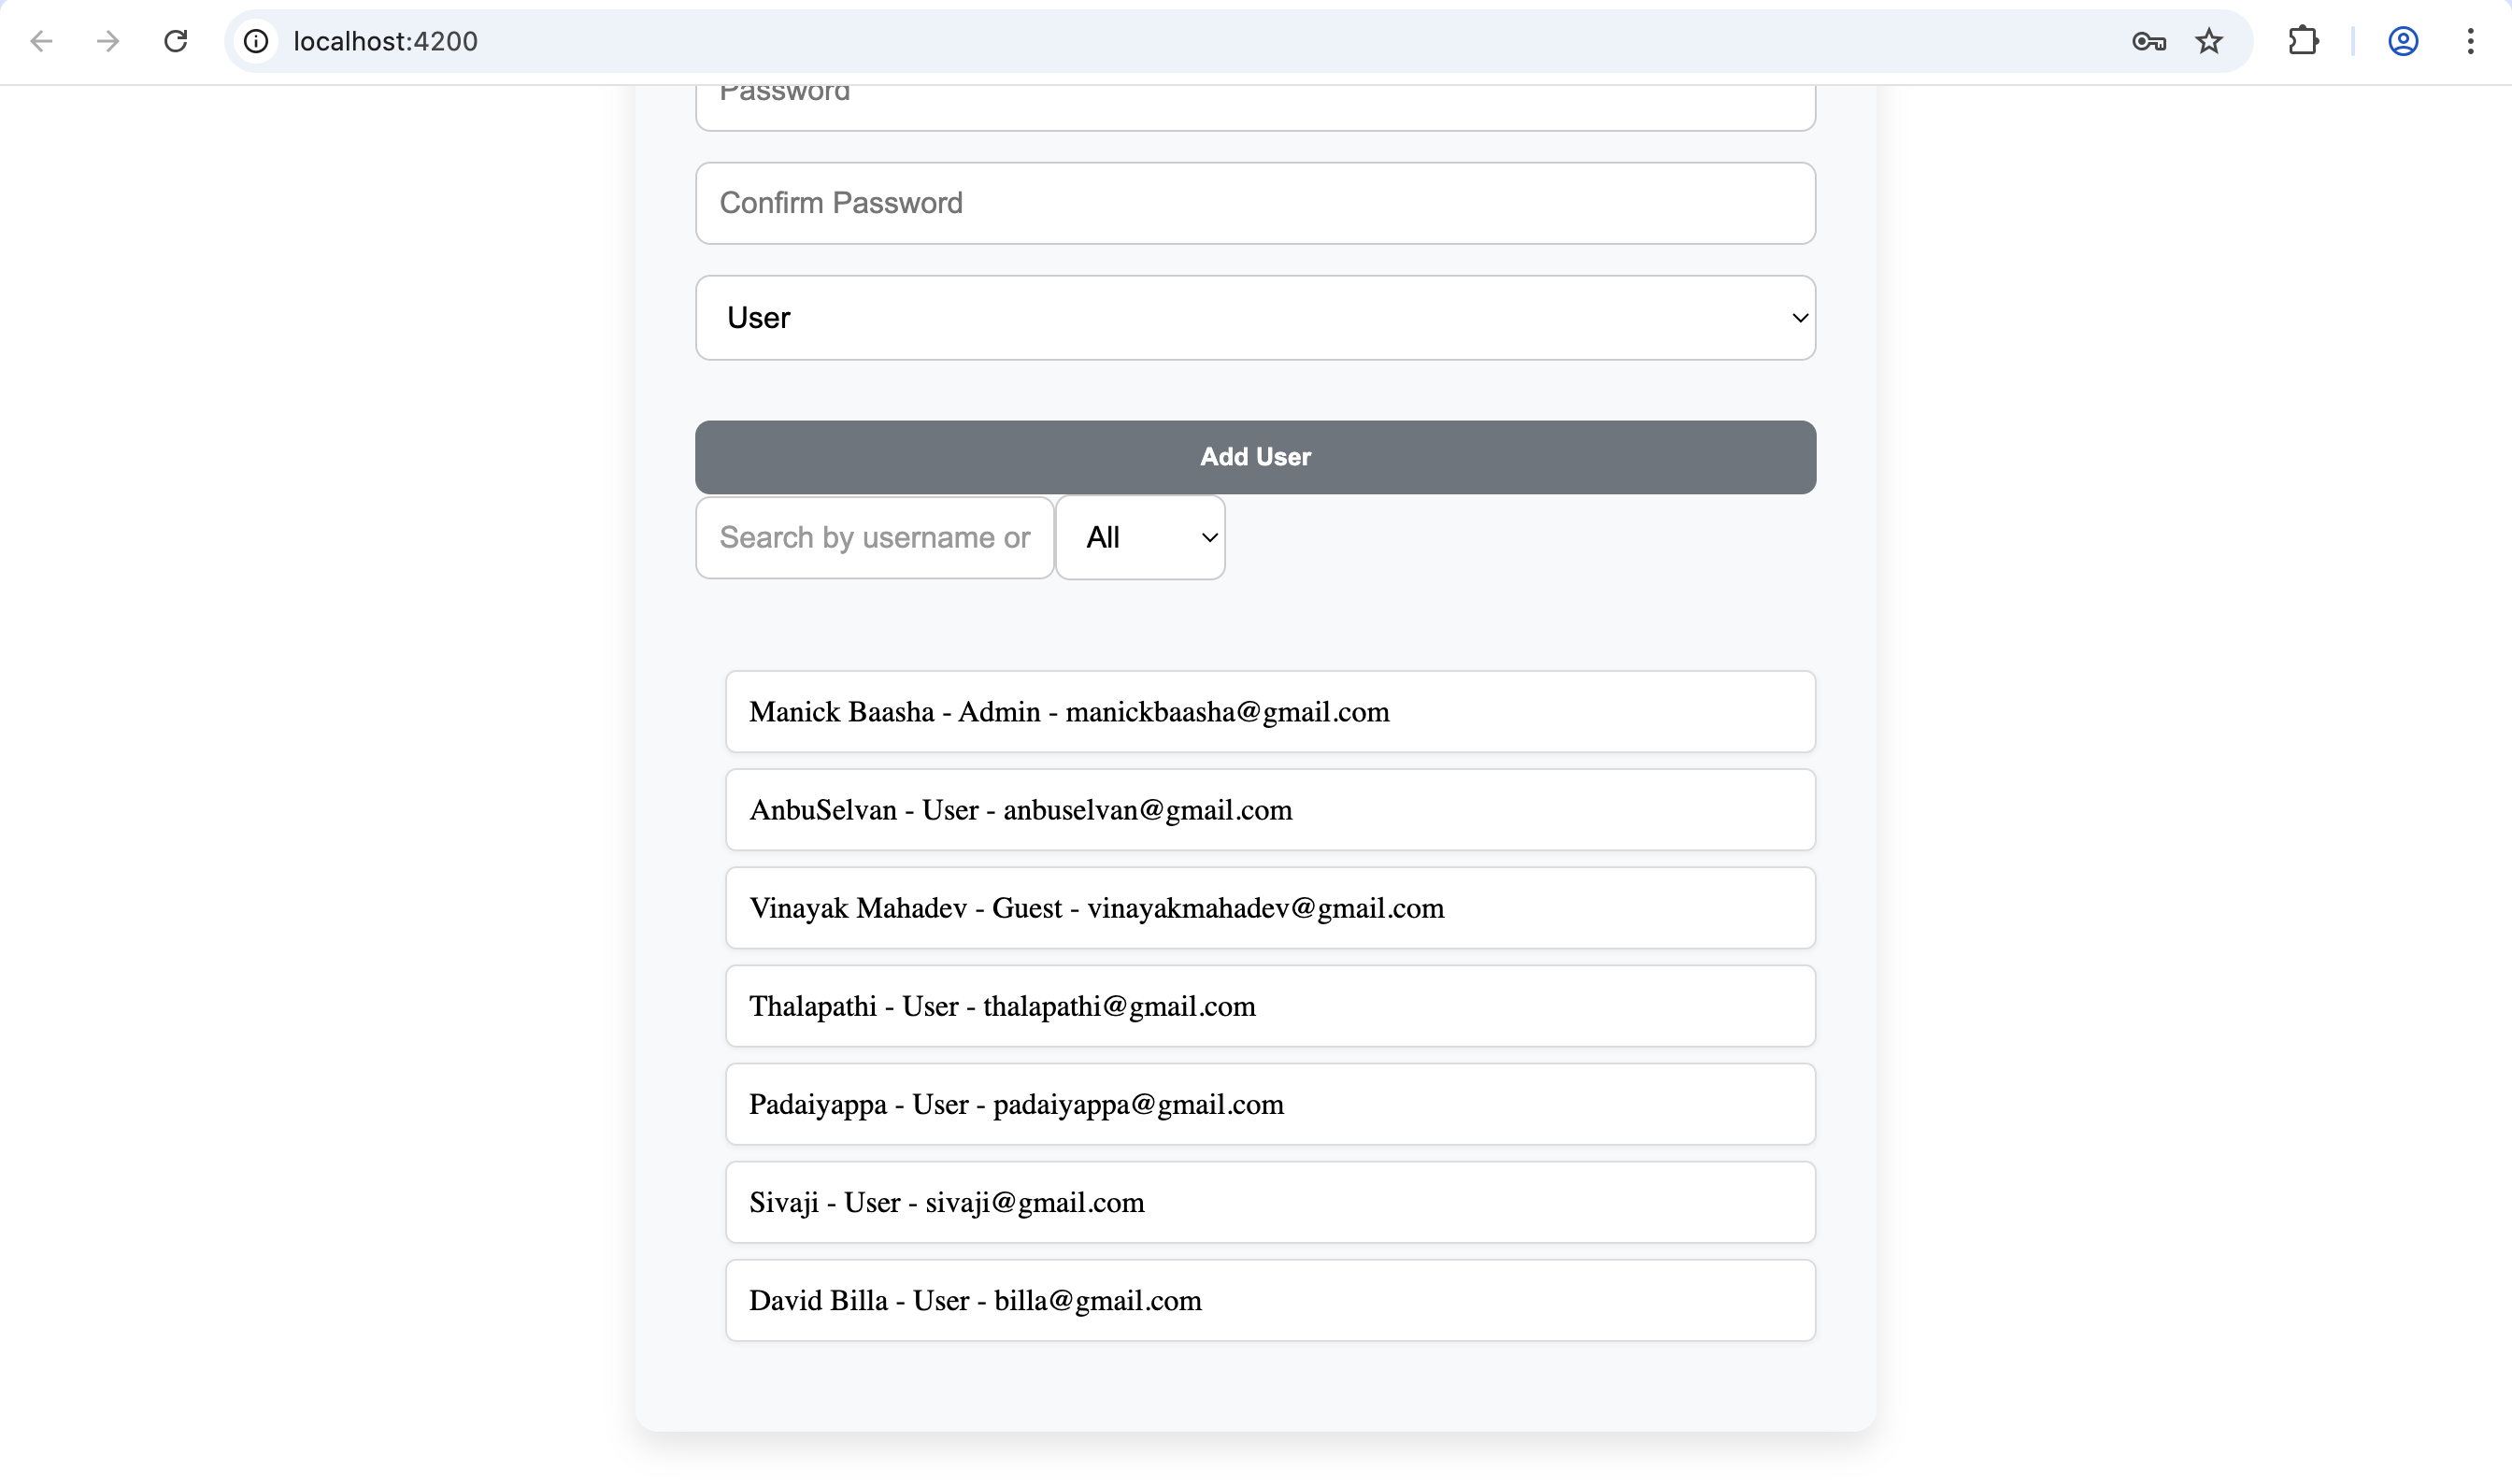 localhost:4200
Password
Confirm Password
User
Add User
Search by username or
All
Manick Baasha - Admin - manickbaasha@gmail.com
AnbuSelvan - User - anbuselvan@gmail.com
Vinayak Mahadev - Guest - vinayakmahadev@gmail.com
Thalapathi - User - thalapathi@gmail.com
Padaiyappa - User - padaiyappa@gmail.com
Sivaji - User - sivaji@gmail.com
David Billa - User - billa@gmail.com